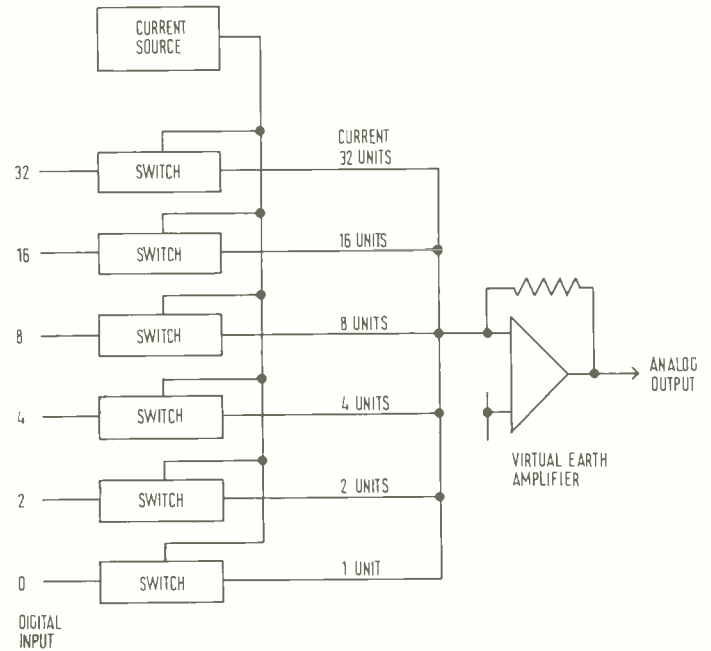 CURRENT
SOURCE
CURRENT
32 UNITS
32
SWITCH
16 UNITS
16
SWITCH
8 UNITS
8
SWITCH
ANALOG
OUTPUT
4 UNITS
4
SWITCH
VIRTUAL EARTH
AMPLIFIER
2 UNITS
2
SWITCH
1 UNIT
0
SWITCH
DIGITAL
INPUT